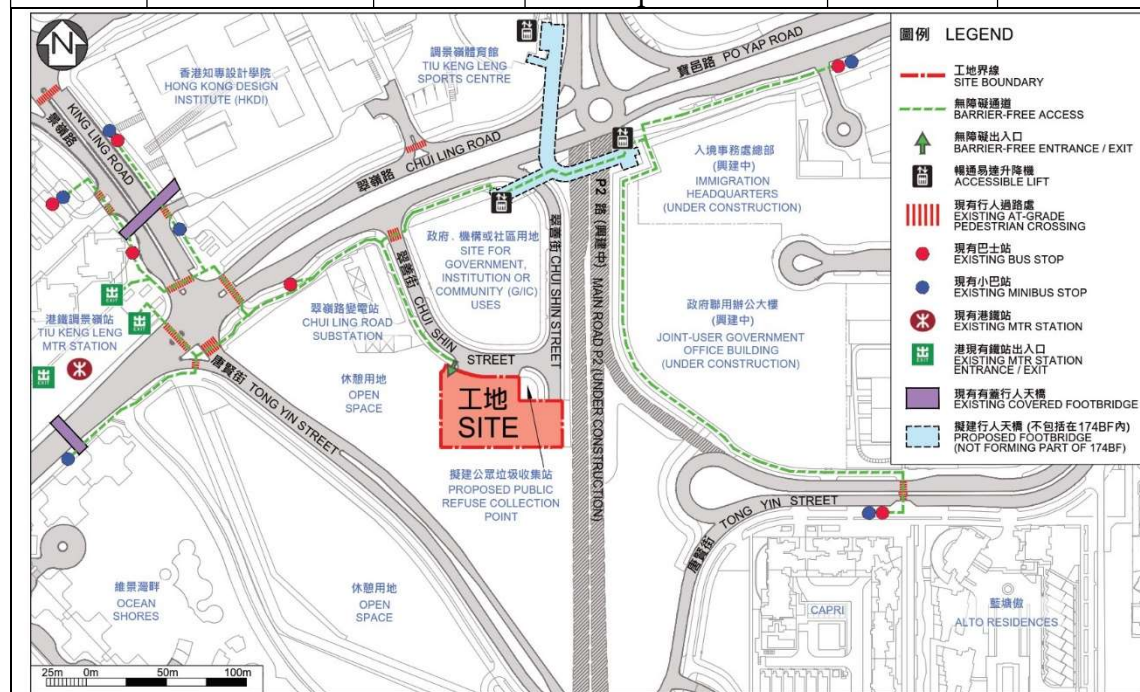 N
調景嶺體育館
TIU KENG LENG
SPORTS CENTRE
寶邑路 PO YAP ROAD
香港知專設計學院
HONG KONG DESIGN
INSTITUTE (HKDI)
KING LING ROAD
景嶺路
翠嶺路 CHUI LING ROAD
入境事務處總部
(興建中)
IMMIGRATION
HEADQUARTERS
(UNDER CONSTRUCTION)
政府﹑機構或社區用地
SITE FOR
GOVERNMENT,
INSTITUTION OR
COMMUNITY (G/IC)
USES
翠善街 CHUI SHIN STREET
P2 路 (興建中) MAIN ROAD P2 (UNDER CONSTRUCTION)
翠善街 CHUI SHIN STREET
翠嶺路變電站
CHUI LING ROAD
SUBSTATION
政府聯用辦公大樓
(興建中)
JOINT-USER GOVERNMENT
OFFICE BUILDING
(UNDER CONSTRUCTION)
EXIT
EXIT
EXIT
港鐵調景嶺站
TIU KENG LENG
MTR STATION
唐賢街 TONG YIN STREET
休憩用地
OPEN
SPACE
工地
SITE
擬建公眾垃圾收集站
PROPOSED PUBLIC
REFUSE COLLECTION
POINT
唐賢街 TONG YIN STREET
維景灣畔
OCEAN
SHORES
休憩用地
OPEN
SPACE
CAPRI
藍塘傲
ALTO RESIDENCES
25m 0m 50m 100m
圖例 LEGEND
工地界線
SITE BOUNDARY
無障礙通道
BARRIER-FREE ACCESS
無障礙出入口
BARRIER-FREE ENTRANCE / EXIT
暢通易達升降機
ACCESSIBLE LIFT
現有行人過路處
EXISTING AT-GRADE
PEDESTRIAN CROSSING
現有巴士站
EXISTING BUS STOP
現有小巴站
EXISTING MINIBUS STOP
現有港鐵站
EXISTING MTR STATION
EXIT
港現有鐵站出入口
EXISTING MTR STATION
ENTRANCE / EXIT
現有有蓋行人天橋
EXISTING COVERED FOOTBRIDGE
擬建行人天橋 (不包括在174BF內)
PROPOSED FOOTBRIDGE
(NOT FORMING PART OF 174BF)